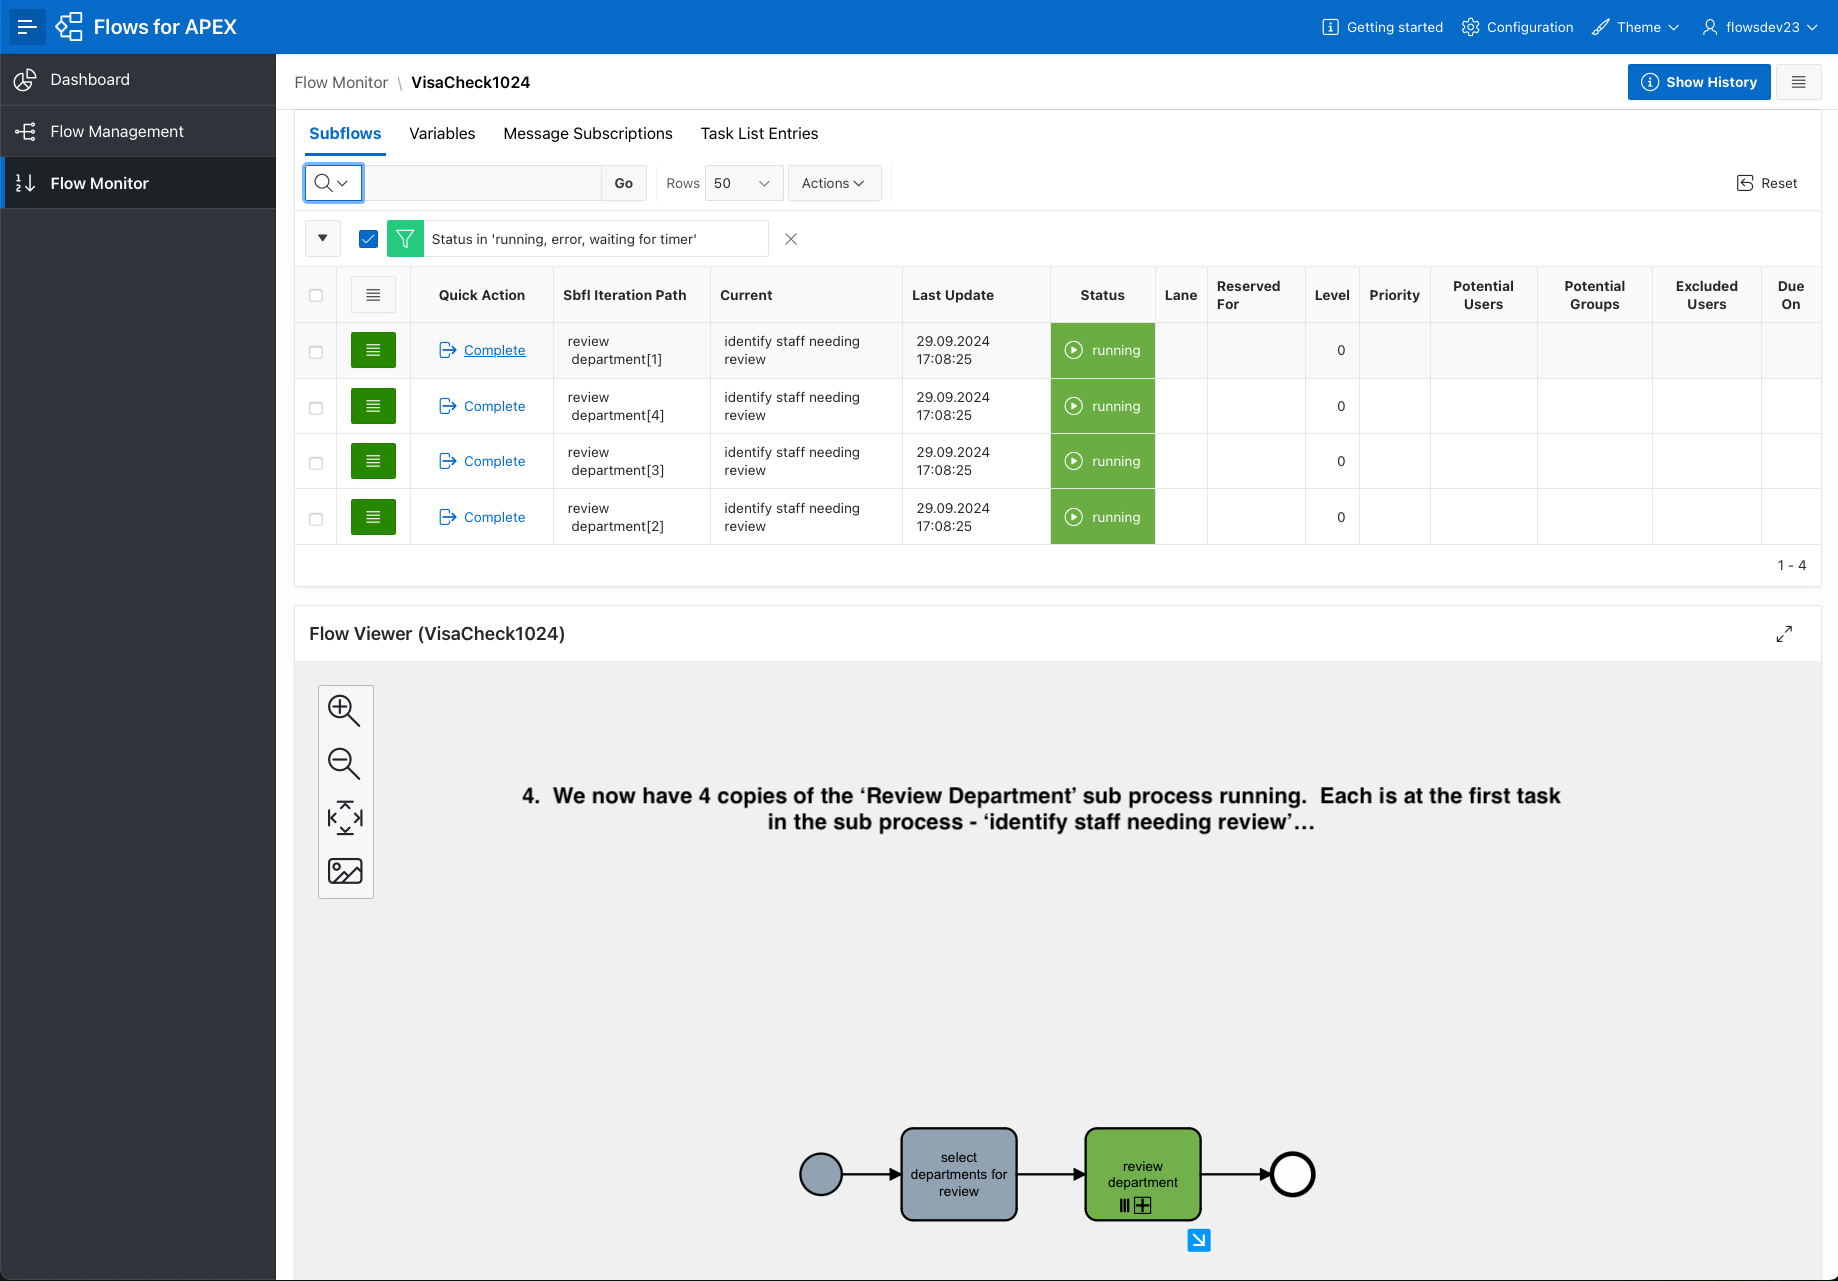 Flows for APEX
Getting started
Configuration
Theme
flowsdev23
Dashboard
Flow Management
Flow Monitor
Flow Monitor \ VisaCheck1024
Show History
Subflows
Variables
Message Subscriptions
Task List Entries
Go
Rows
50
Actions
Reset
Status in 'running, error, waiting for timer'
Quick Action
Sbfl Iteration Path
Current
Last Update
Status
Lane
Reserved
For
Level
Priority
Potential
Users
Potential
Groups
Excluded
Users
Due
On
Complete
review
department[1]
identify staff needing
review
29.09.2024
17:08:25
running
0
Complete
review
department[4]
identify staff needing
review
29.09.2024
17:08:25
running
0
Complete
review
department[3]
identify staff needing
review
29.09.2024
17:08:25
running
0
Complete
review
department[2]
identify staff needing
review
29.09.2024
17:08:25
running
0
1 - 4
Flow Viewer (VisaCheck1024)
4. We now have 4 copies of the ‘Review Department’ sub process running. Each is at the first task
in the sub process - ‘identify staff needing review’...
select
departments for
review
review
department